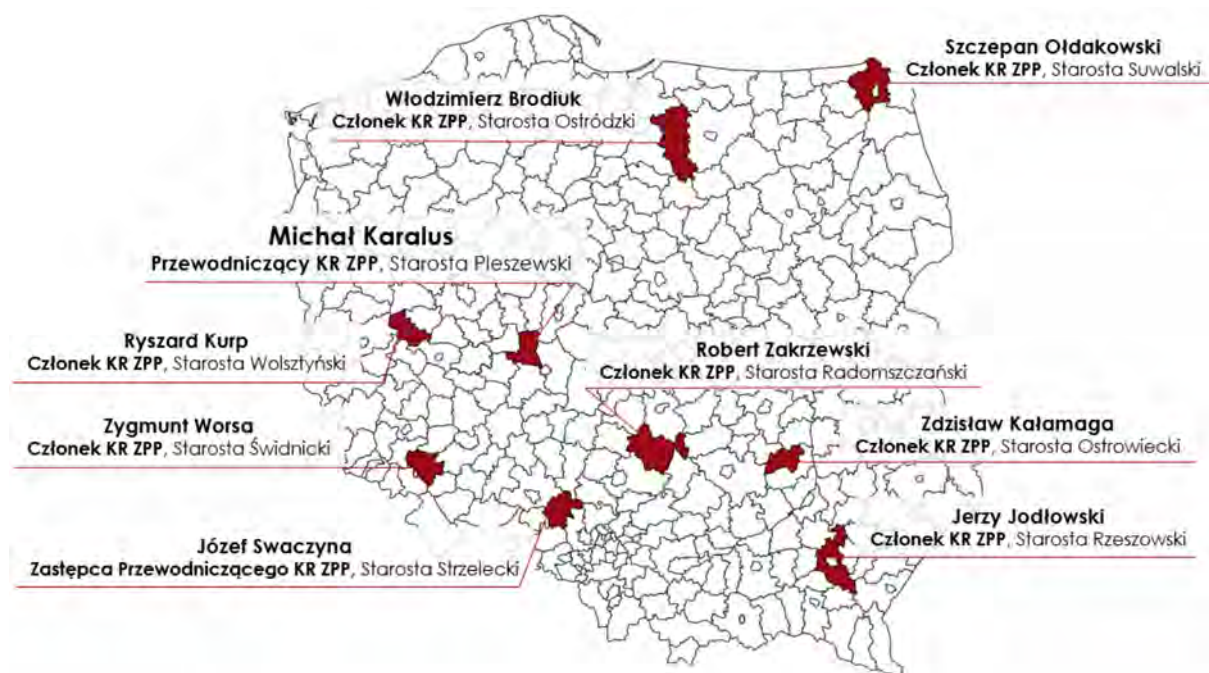 Szczepan Ołdakowski
Członek KR ZPP, Starosta Suwalski
Włodzimierz Brodiuk
Członek KR ZPP, Starosta Ostródzki
Michał Karalus
Przewodniczący KR ZPP, Starosta Pleszewski
Ryszard Kurp
Członek KR ZPP, Starosta Wolsztyński
Robert Zakrzewski
Członek KR ZPP, Starosta Radomszczański
Zygmunt Worsa
Członek KR ZPP, Starosta Świdnicki
Zdzisław Kałamaga
Członek KR ZPP, Starosta Ostrowiecki
Jerzy Jodłowski
Członek KR ZPP, Starosta Rzeszowski
Józef Swaczyna
Zastępca Przewodniczącego KR ZPP, Starosta Strzelecki